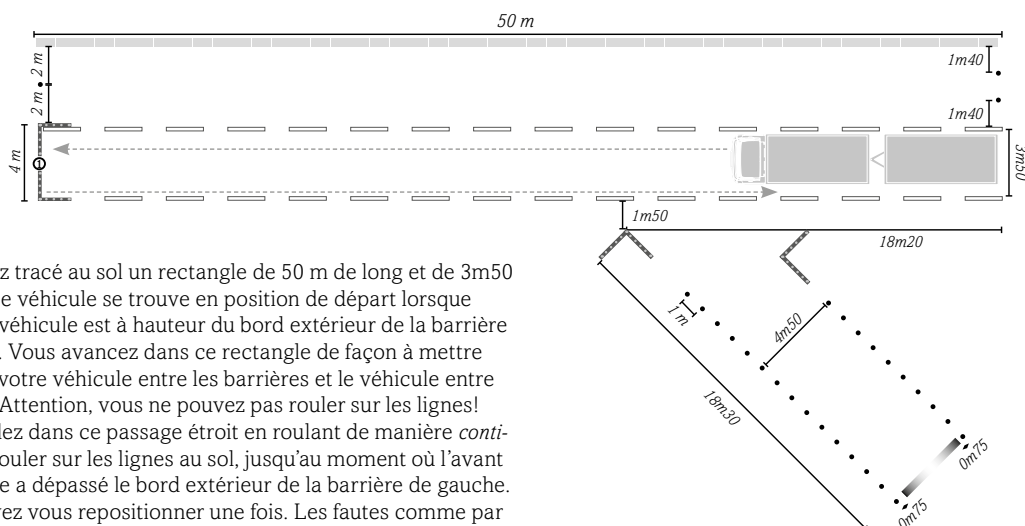 50 m
2 m
2 m
4 m
1
1m40
1m40
3m50
1m50
18m20
z tracé au sol un rectangle de 50 m de long et de 3m50
e véhicule se trouve en position de départ lorsque
véhicule est à hauteur du bord extérieur de la barrière
. Vous avancez dans ce rectangle de façon à mettre
votre véhicule entre les barrières et le véhicule entre
Attention, vous ne pouvez pas rouler sur les lignes!
lez dans ce passage étroit en roulant de manière conti-
ouler sur les lignes au sol, jusqu'au moment où l'avant
e a dépassé le bord extérieur de la barrière de gauche.
vez vous repositionner une fois. Les fautes comme par
1 m
4m50
18m30
0m75
0m75